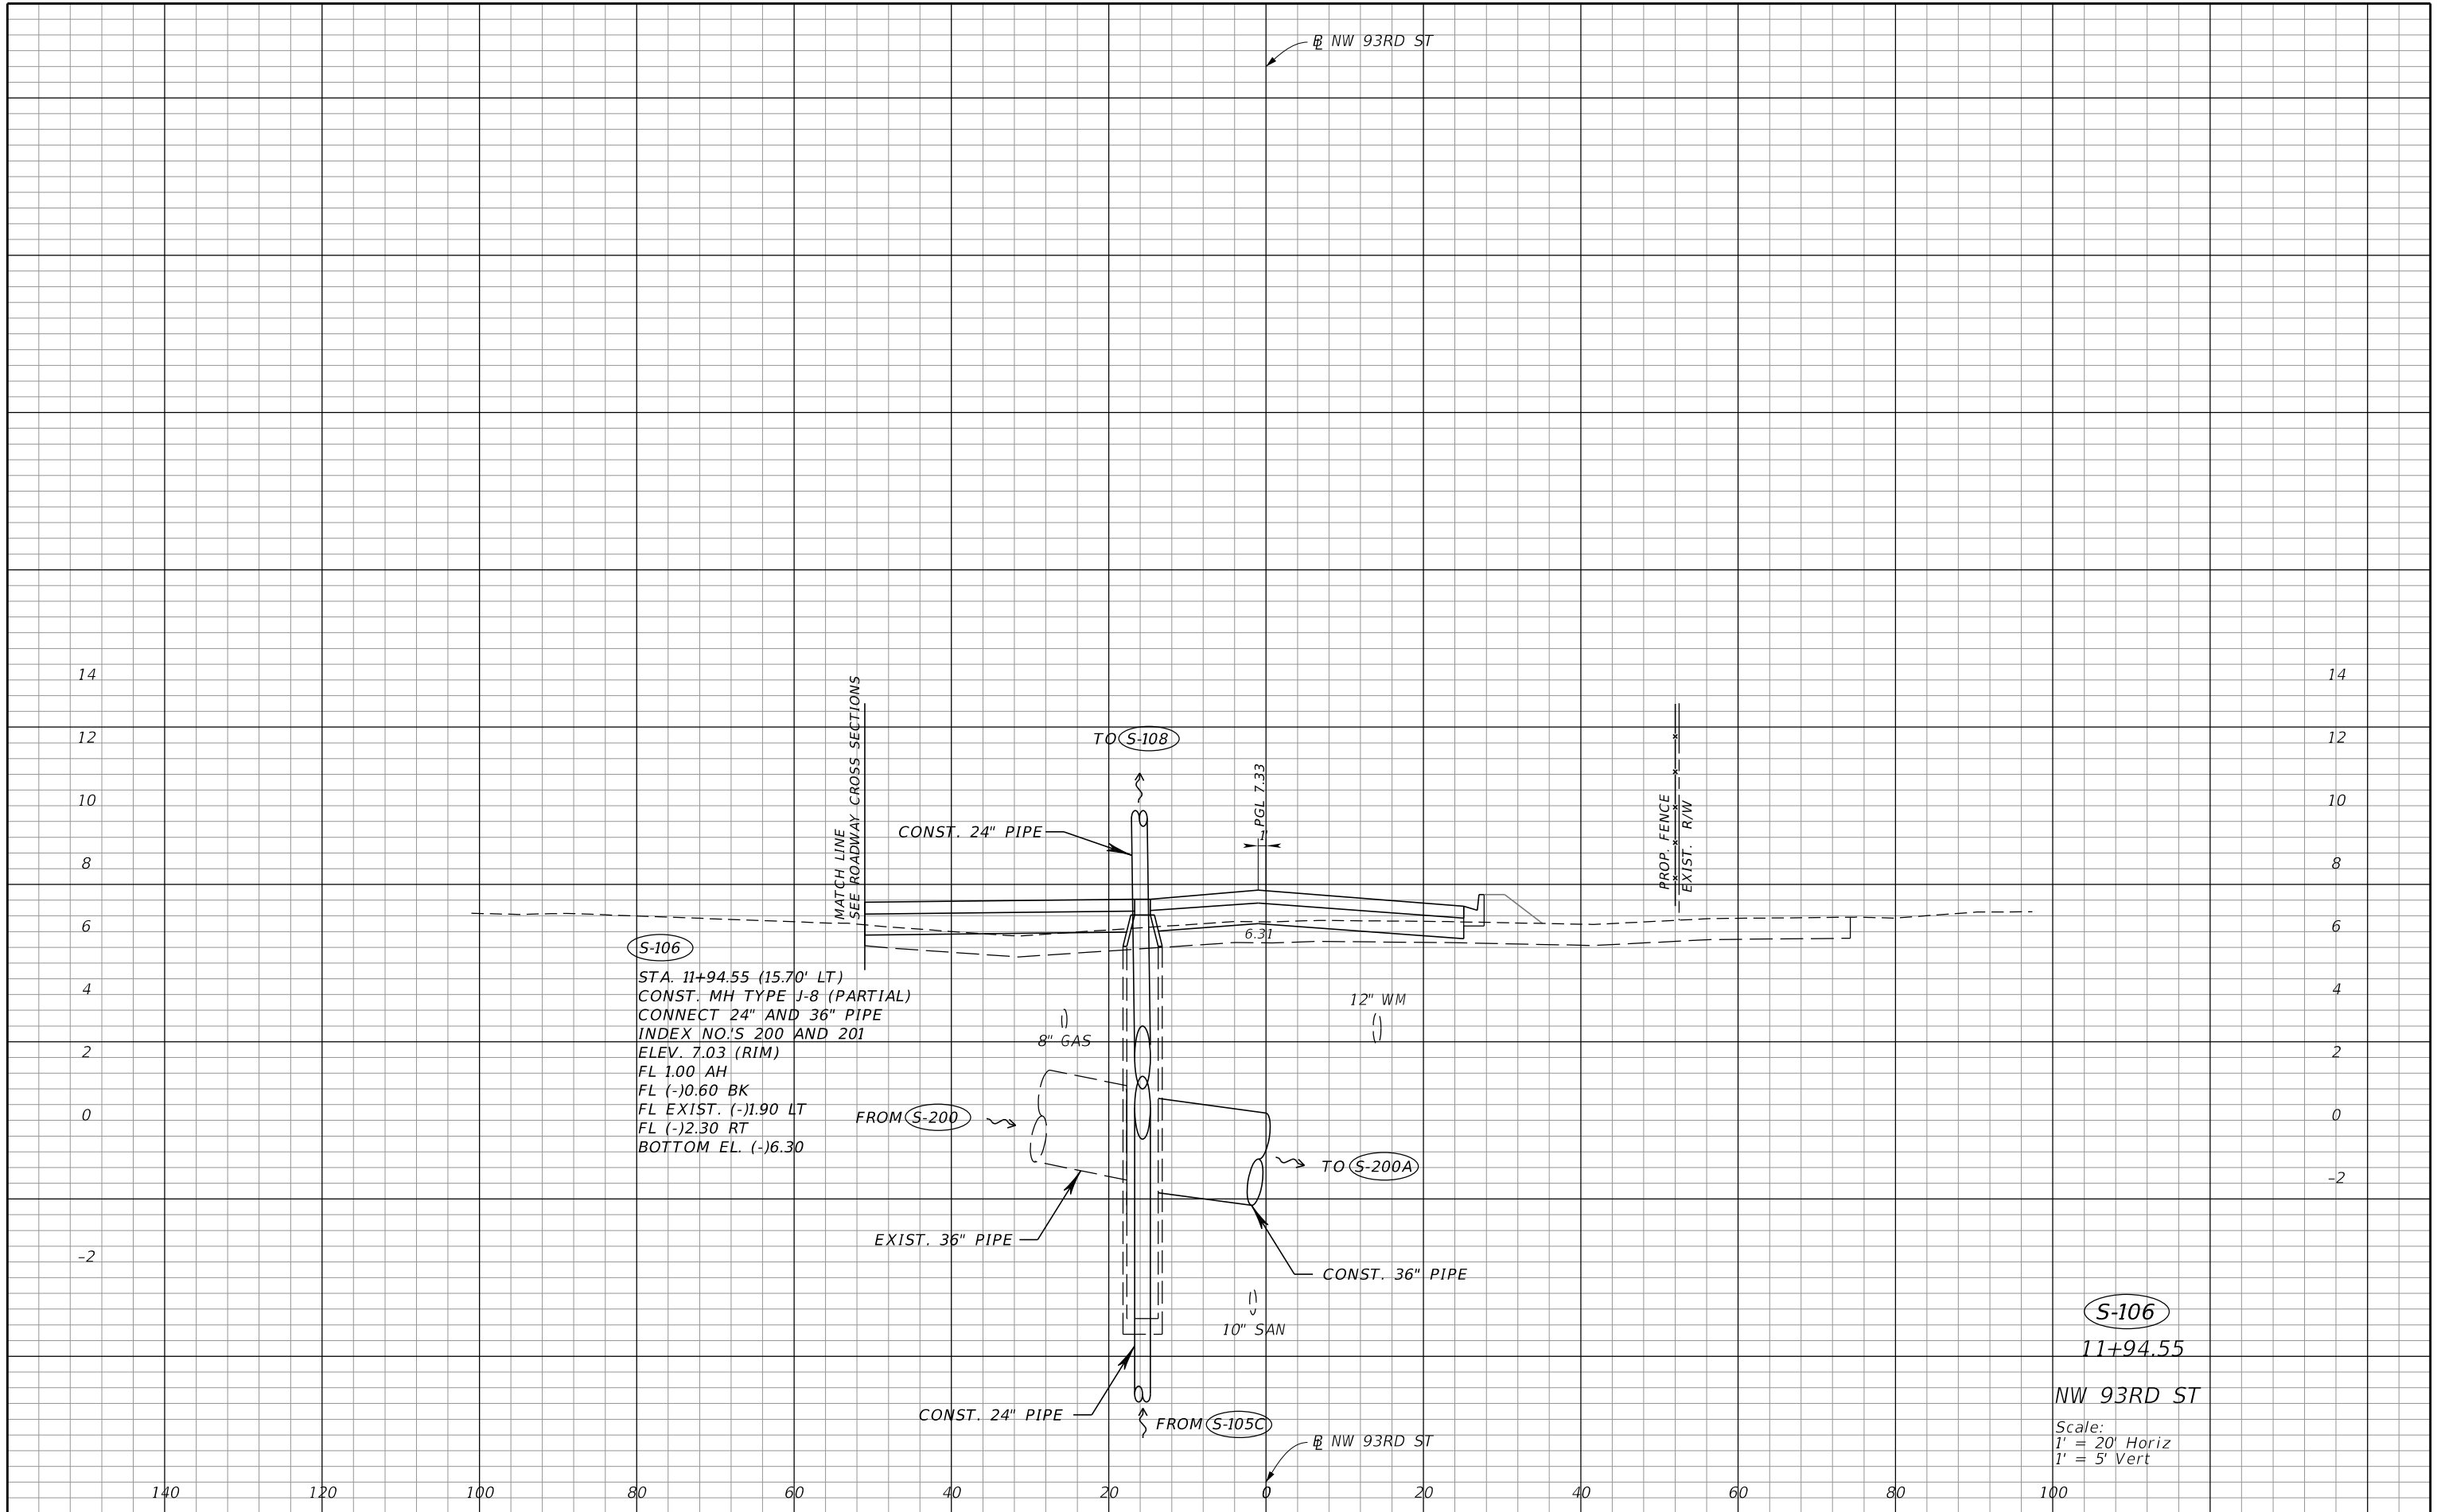 BL NW 93RD ST
14 14
12 12
10 10
8 8
6 6
4 4
2 2
0 0
-2 -2
MATCH LINE
SEE ROADWAY CROSS SECTIONS
TO S-108
CONST. 24" PIPE
PGL 7.33
1'
PROP. FENCE
EXIST. R/W
6.31
S-106
STA. 11+94.55 (15.70' LT)
CONST. MH TYPE J-8 (PARTIAL)
CONNECT 24" AND 36" PIPE
INDEX NO.'S 200 AND 201
ELEV. 7.03 (RIM)
FL 1.00 AH
FL (-)0.60 BK
FL EXIST. (-)1.90 LT
FL (-)2.30 RT
BOTTOM EL. (-)6.30
8" GAS
12" WM
FROM S-200
TO S-200A
EXIST. 36" PIPE
CONST. 36" PIPE
10" SAN
CONST. 24" PIPE
FROM S-105C
BL NW 93RD ST
S-106
11+94.55
NW 93RD ST
Scale:
1' = 20' Horiz
1' = 5' Vert
140 120 100 80 60 40 20 0 20 40 60 80 100